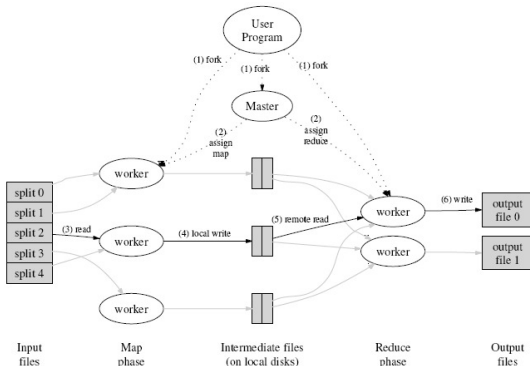 User
Program
(1) fork
(1) fork
(1) fork
Master
(2)
assign
map
(2)
assign
reduce
worker
split 0
split 1
split 2
split 3
split 4
(3) read
worker
(4) local write
(5) remote read
worker
(6) write
output
file 0
worker
output
file 1
worker
Input
files
Map
phase
Intermediate files
(on local disks)
Reduce
phase
Output
files